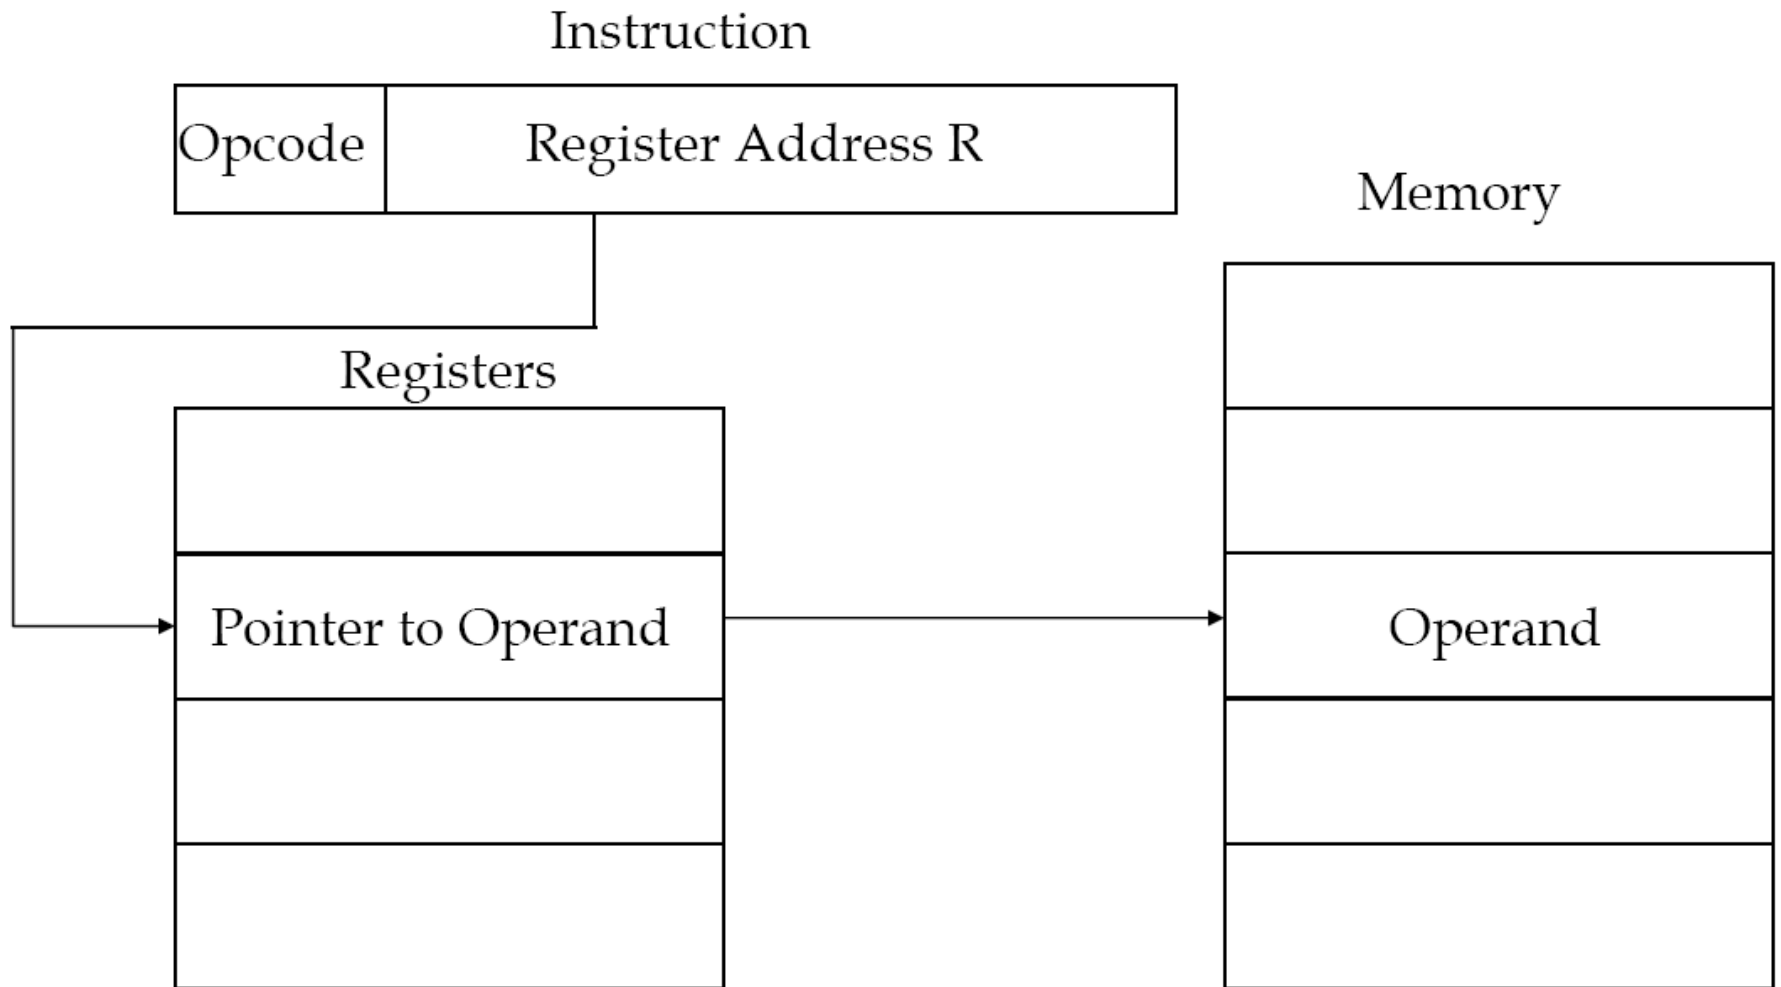 Instruction
Opcode
Register Address R
Memory
Registers
Pointer to Operand
Operand